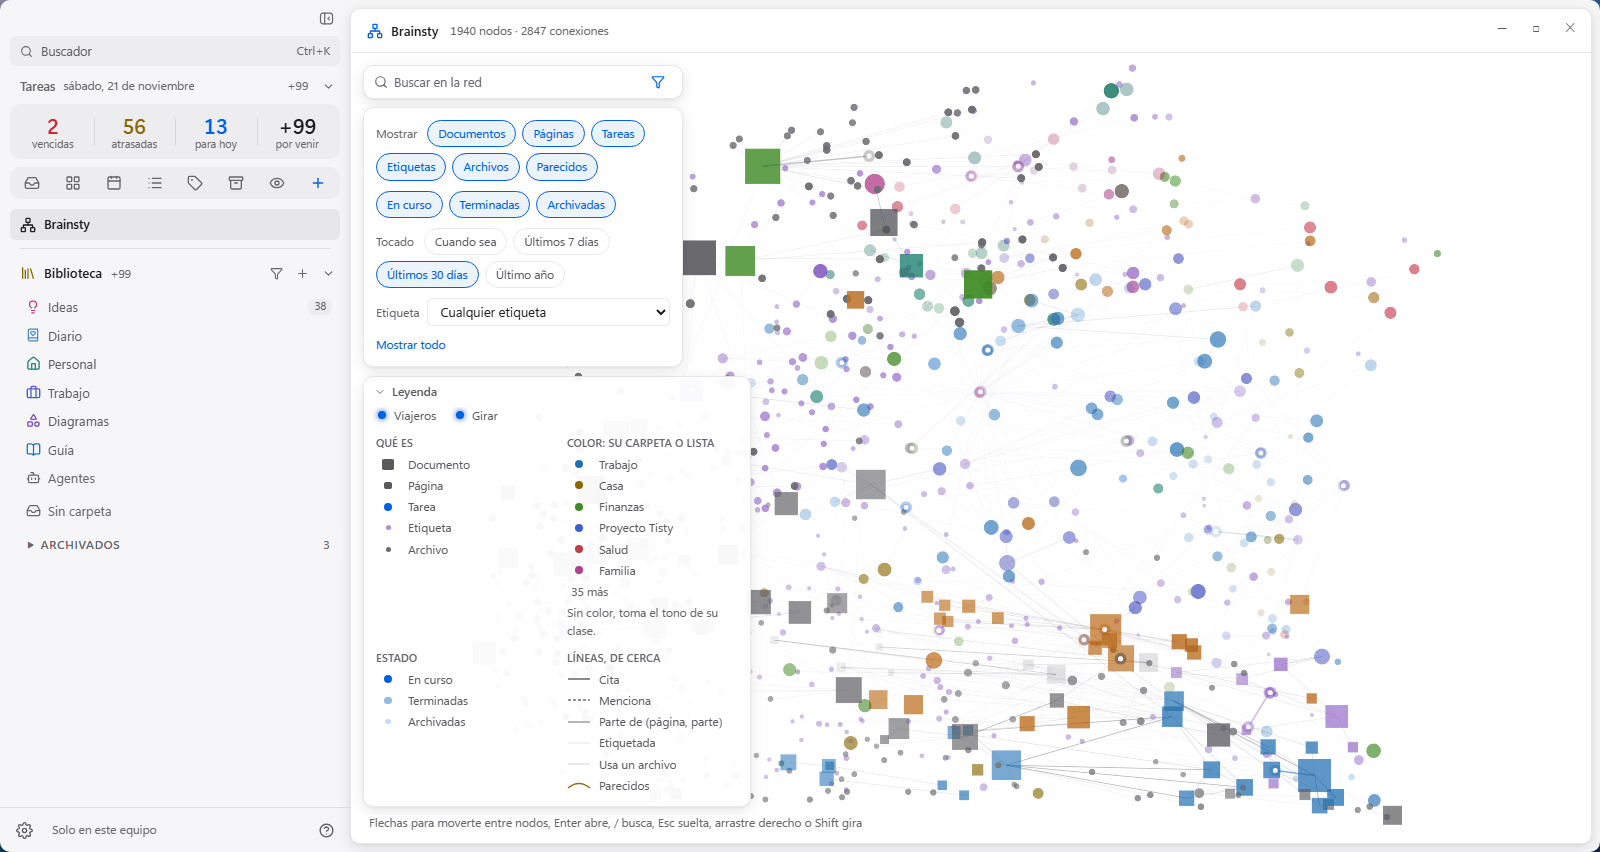 Buscador Ctrl+K
Tareas sábado, 21 de noviembre +99
2 56 13 +99
vencidas atrasadas para hoy por venir
Brainsty
Biblioteca +99
Ideas 38
Diario
Personal
Trabajo
Diagramas
Guía
Agentes
Sin carpeta
ARCHIVADOS 3
Solo en este equipo
Brainsty 1940 nodos · 2847 conexiones
Buscar en la red
Mostrar Documentos Páginas Tareas
Etiquetas Archivos Parecidos
En curso Terminadas Archivadas
Tocado Cuando sea Últimos 7 días
Últimos 30 días Último año
Etiqueta Cualquier etiqueta
Mostrar todo
Leyenda
Viajeros Girar
QUÉ ES
Documento
Página
Tarea
Etiqueta
Archivo
COLOR: SU CARPETA O LISTA
Trabajo
Casa
Finanzas
Proyecto Tisty
Salud
Familia
35 más
Sin color, toma el tono de su
clase.
ESTADO
En curso
Terminadas
Archivadas
LÍNEAS, DE CERCA
Cita
Menciona
Parte de (página, parte)
Etiquetada
Usa un archivo
Parecidos
Flechas para moverte entre nodos, Enter abre, / busca, Esc suelta, arrastre derecho o Shift gira